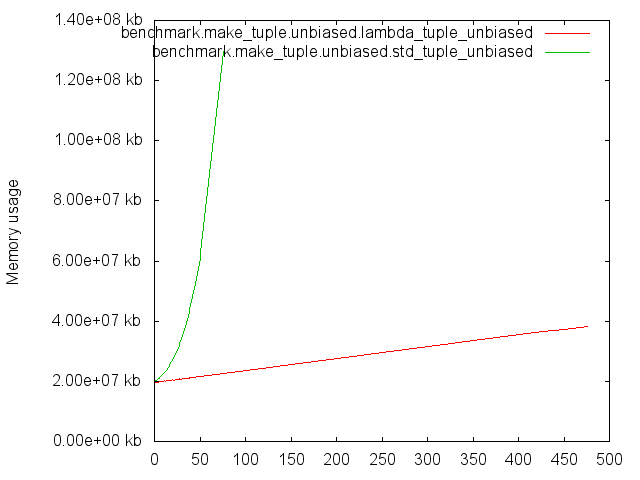 1.40e+08 kb
benchmark.make_tuple.unbiased.lambda_tuple_unbiased
benchmark.make_tuple.unbiased.std_tuple_unbiased
1.20e+08 kb
1.00e+08 kb
8.00e+07 kb
6.00e+07 kb
4.00e+07 kb
2.00e+07 kb
0.00e+00 kb
Memory usage
0 50 100 150 200 250 300 350 400 450 500